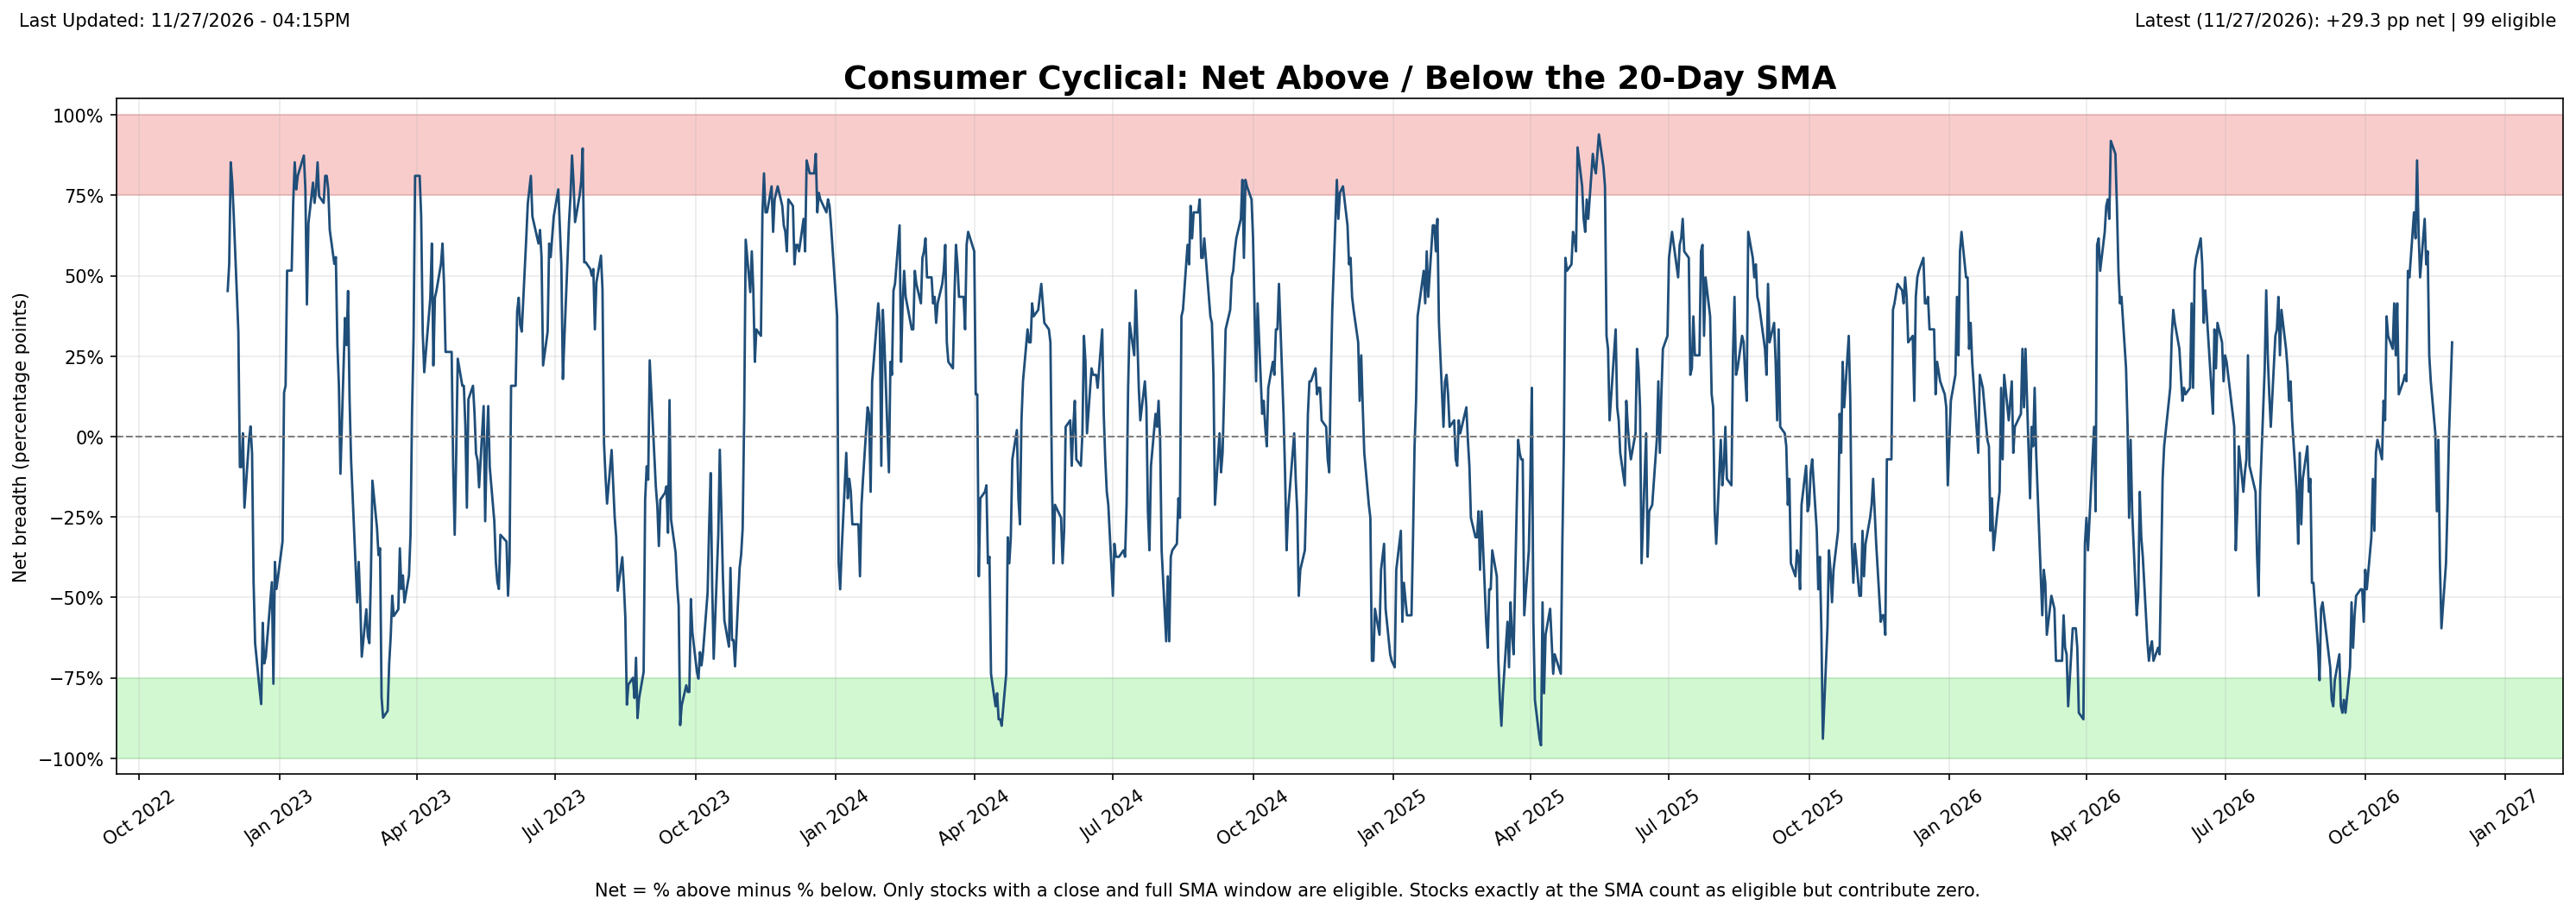 Last Updated: 11/27/2026 - 04:15PM
Latest (11/27/2026): +29.3 pp net | 99 eligible
Consumer Cyclical: Net Above / Below the 20-Day SMA
Net breadth (percentage points)
100%
75%
50%
25%
0%
−25%
−50%
−75%
−100%
Oct 2022
Jan 2023
Apr 2023
Jul 2023
Oct 2023
Jan 2024
Apr 2024
Jul 2024
Oct 2024
Jan 2025
Apr 2025
Jul 2025
Oct 2025
Jan 2026
Apr 2026
Jul 2026
Oct 2026
Jan 2027
Net = % above minus % below. Only stocks with a close and full SMA window are eligible. Stocks exactly at the SMA count as eligible but contribute zero.